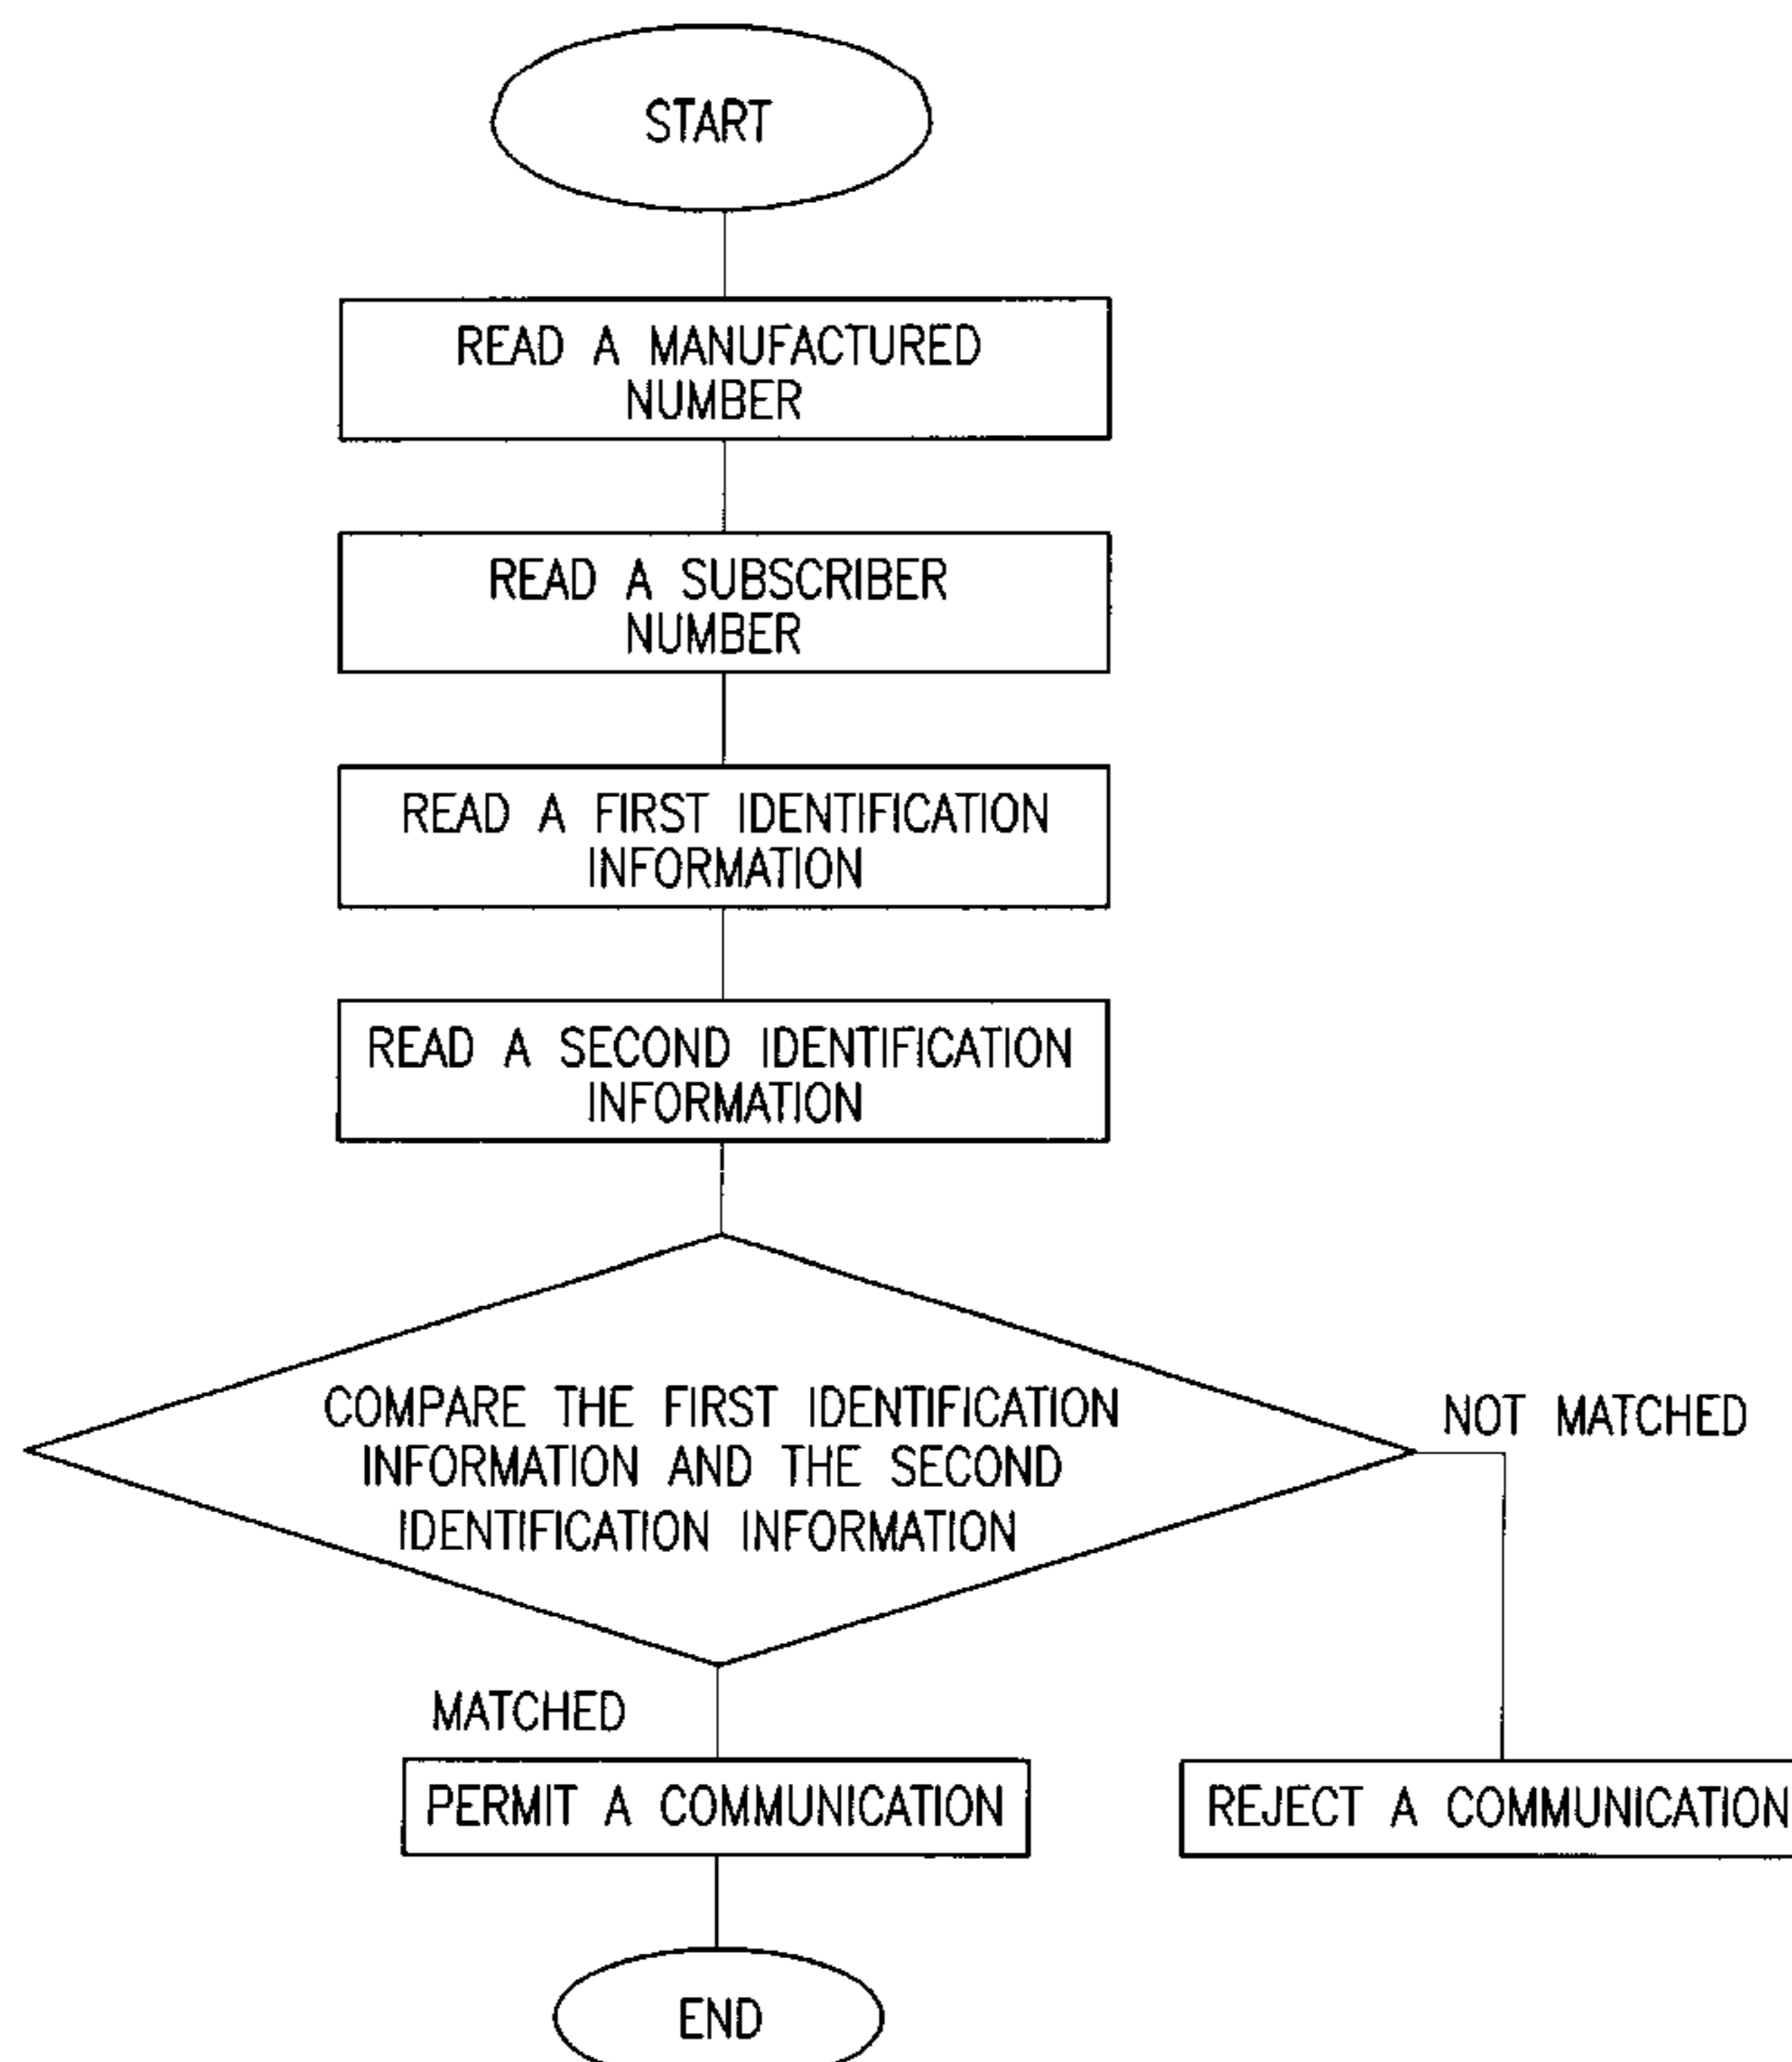 START
READ A MANUFACTURED
NUMBER
READ A SUBSCRIBER
NUMBER
READ A FIRST IDENTIFICATION
INFORMATION
READ A SECOND IDENTIFICATION
INFORMATION
COMPARE THE FIRST IDENTIFICATION
INFORMATION AND THE SECOND
IDENTIFICATION INFORMATION
NOT MATCHED
MATCHED
PERMIT A COMMUNICATION
REJECT A COMMUNICATION
END